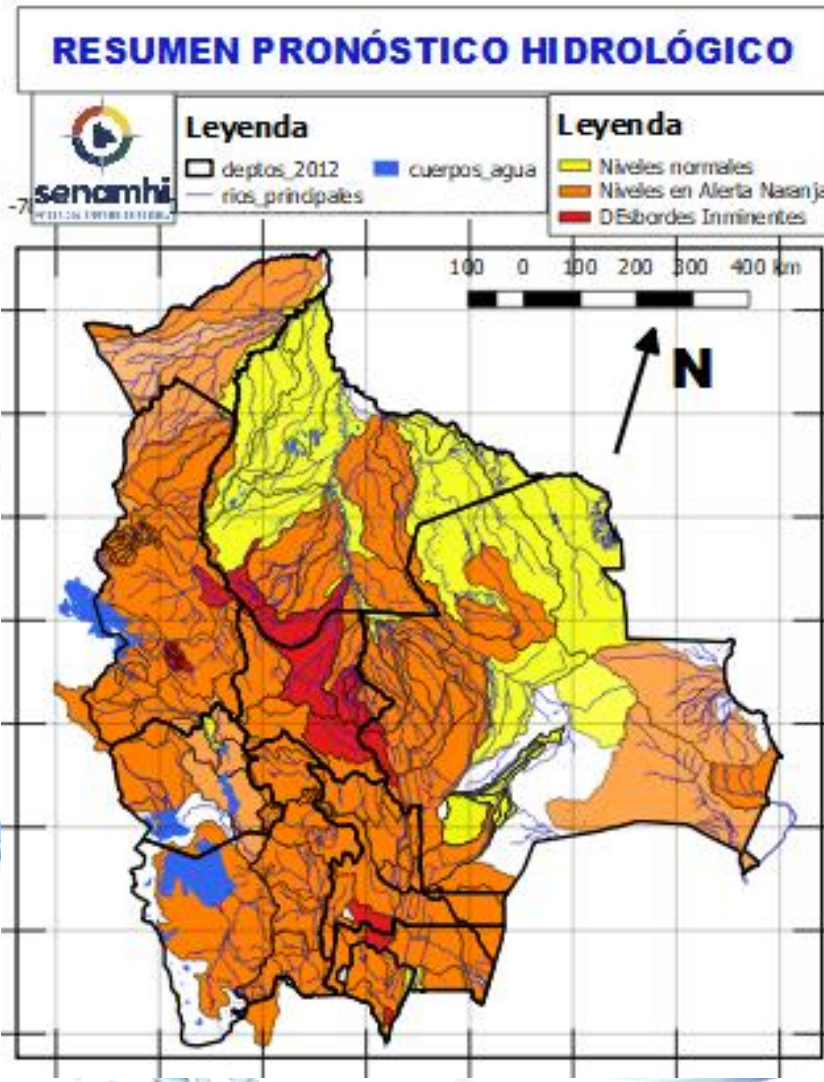 RESUMEN PRONÓSTICO HIDROLÓGICO
senamhi
Leyenda
deptos_2012
cuerpos_agua
rios_principales
Leyenda
Niveles normales
Niveles en Alerta Naranja
DEsbordes Inminentes
100 0 100 200 300 400 km
N